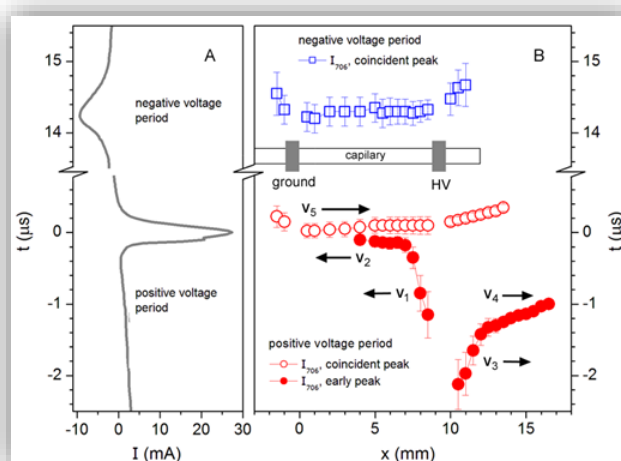 A
B
negative voltage period
I706, coincident peak
negative voltage
period
15
14
0
-1
-2
t (μs)
capilary
ground
HV
v5
v2
v1
v4
v3
positive voltage
period
positive voltage period
I706, coincident peak
I706, early peak
15
14
0
-1
-2
t (μs)
-10 0 10 20 30
I (mA)
0 5 10 15
x (mm)